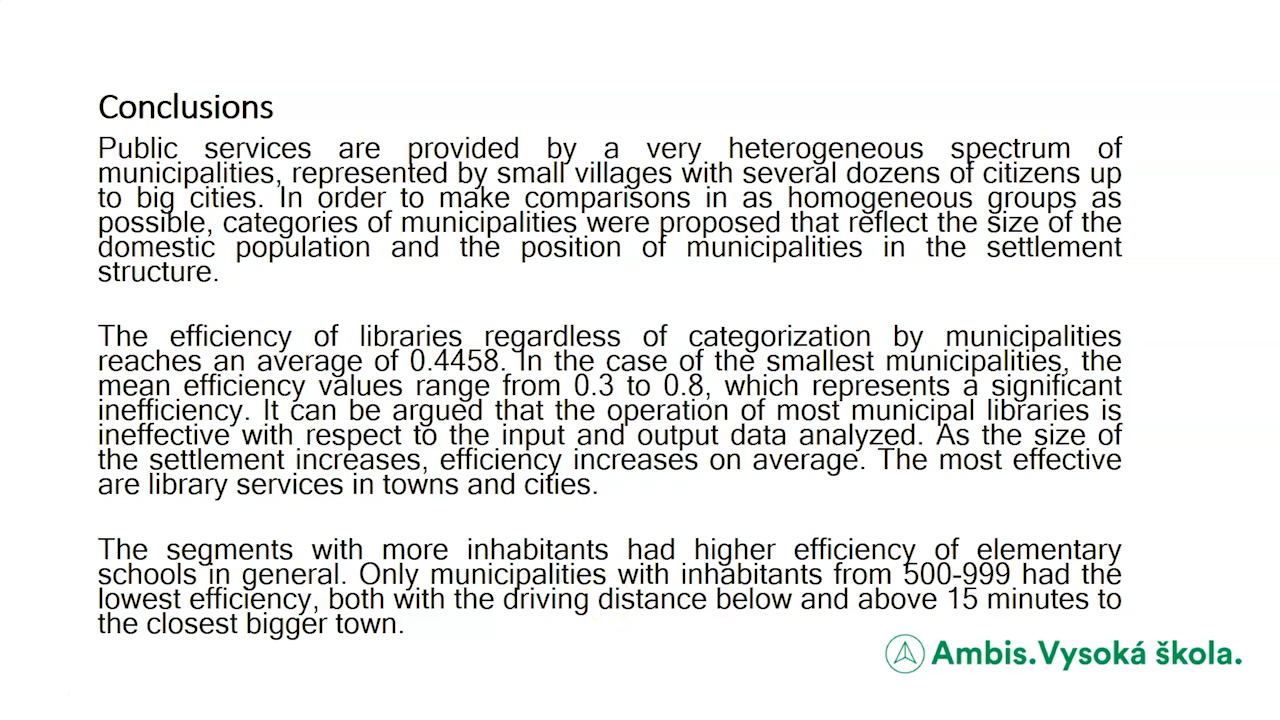 Conclusions
Public services are provided by a very heterogeneous spectrum of
municipalities, represented by small villages with several dozens of citizens up
to big cities. In order to make comparisons in as homogeneous groups as
possible, categories of municipalities were proposed that reflect the size of the
domestic population and the position of municipalities in the settlement
structure.
The efficiency of libraries regardless of categorization by municipalities
reaches an average of 0.4458. In the case of the smallest municipalities, the
mean efficiency values range from 0.3 to 0.8, which represents a significant
inefficiency. It can be argued that the operation of most municipal libraries is
ineffective with respect to the input and output data analyzed. As the size of
the settlement increases, efficiency increases on average. The most effective
are library services in towns and cities.
The segments with more inhabitants had higher efficiency of elementary
schools in general. Only municipalities with inhabitants from 500-999 had the
lowest efficiency, both with the driving distance below and above 15 minutes to
the closest bigger town.
Ambis.Vysoká škola.